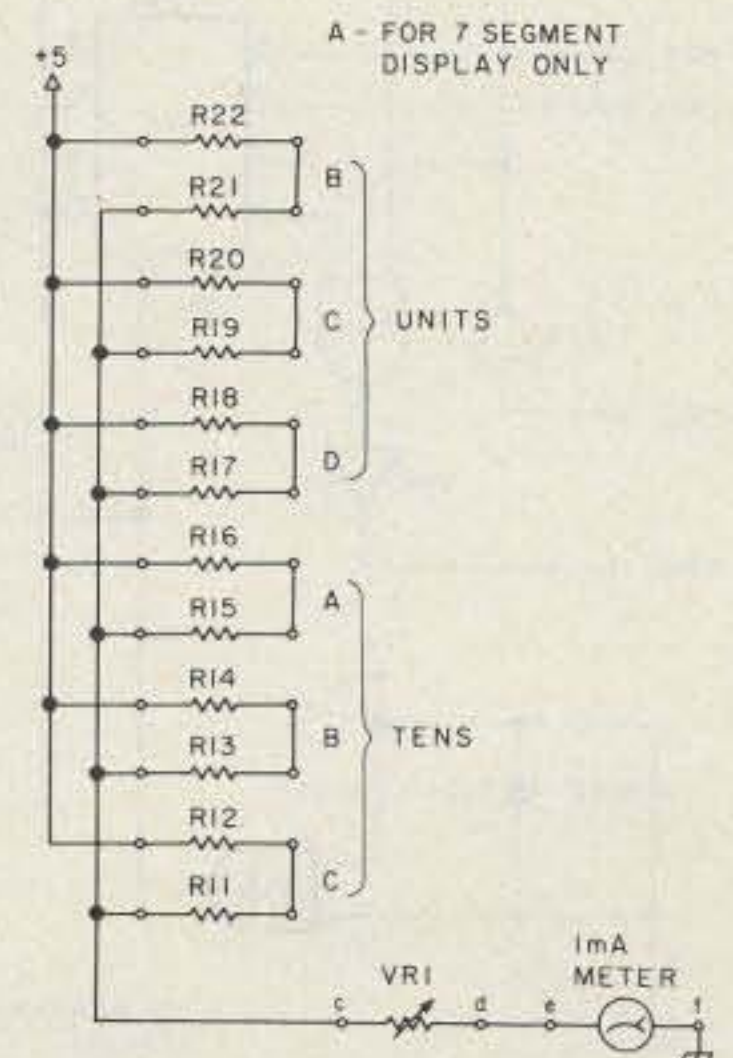 A - FOR 7 SEGMENT
DISPLAY ONLY
+5
R22
B
R21
R20
C
UNITS
R19
R18
D
R17
R16
A
R15
R14
B
TENS
R13
R12
C
R11
1mA
METER
VR1
c
d
e
f